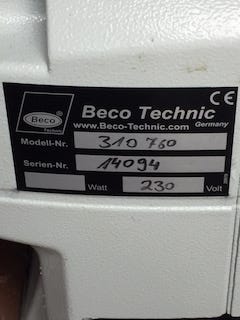 Beco
Technic
Beco Technic
CE
www.Beco-Technic.com Germany
Modell-Nr. 310 760
Serien-Nr. 14094
Watt 230 Volt